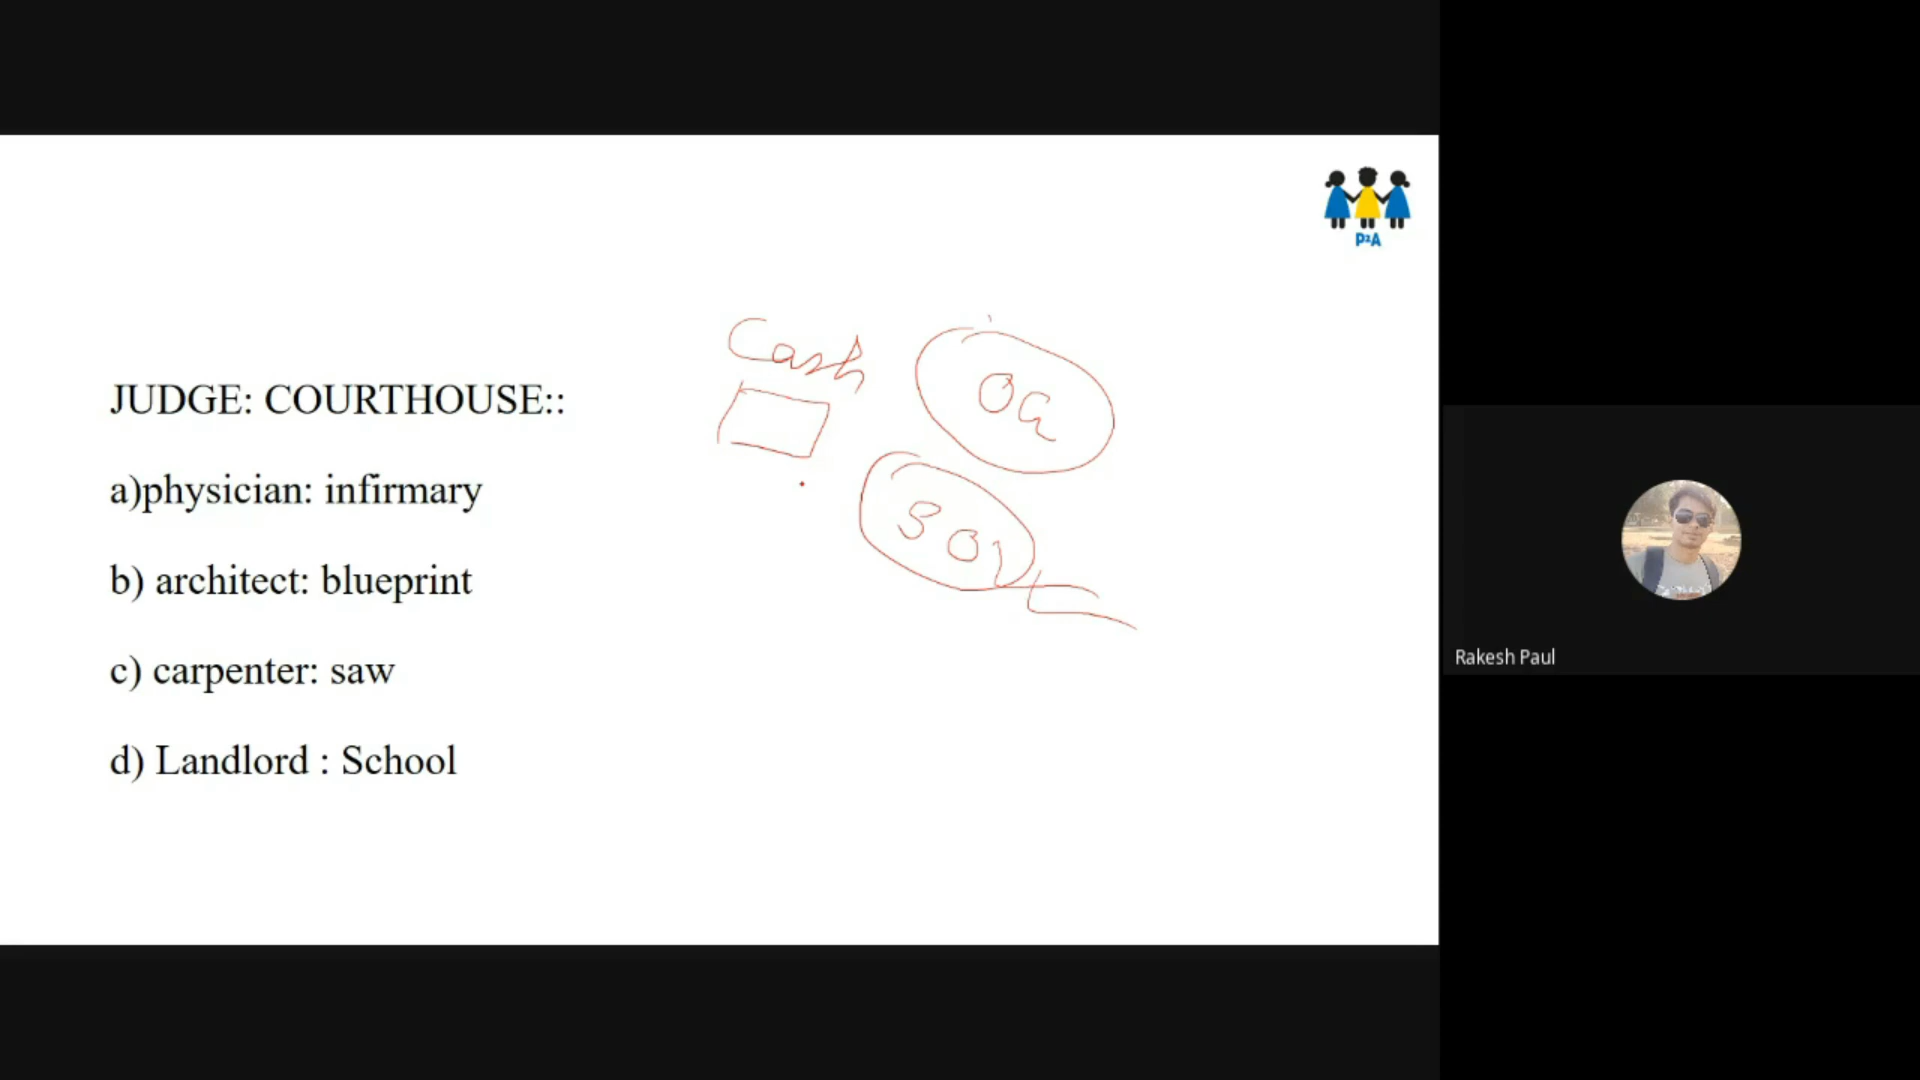 P²A
Cash
JUDGE: COURTHOUSE::
a)physician: infirmary
b) architect: blueprint
c) carpenter: saw
d) Landlord : School
Rakesh Paul